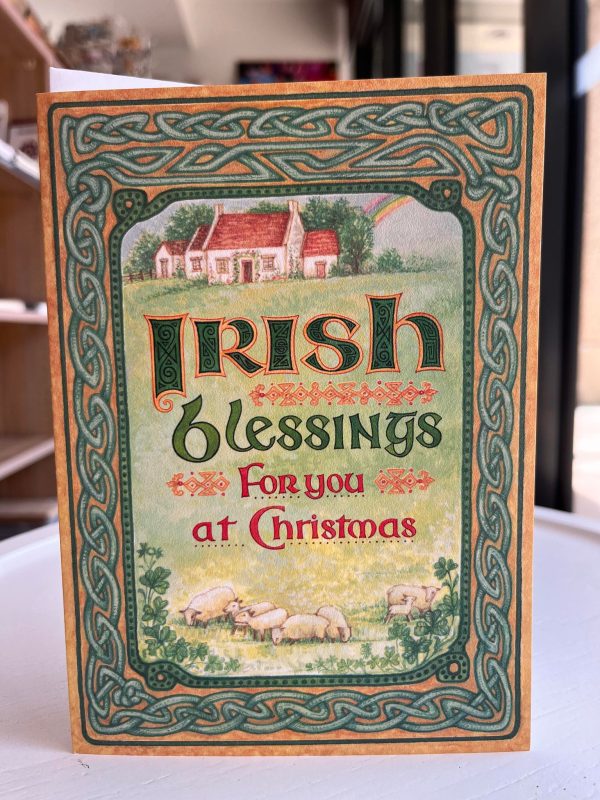 IRISH
blessings
For you
at Christmas